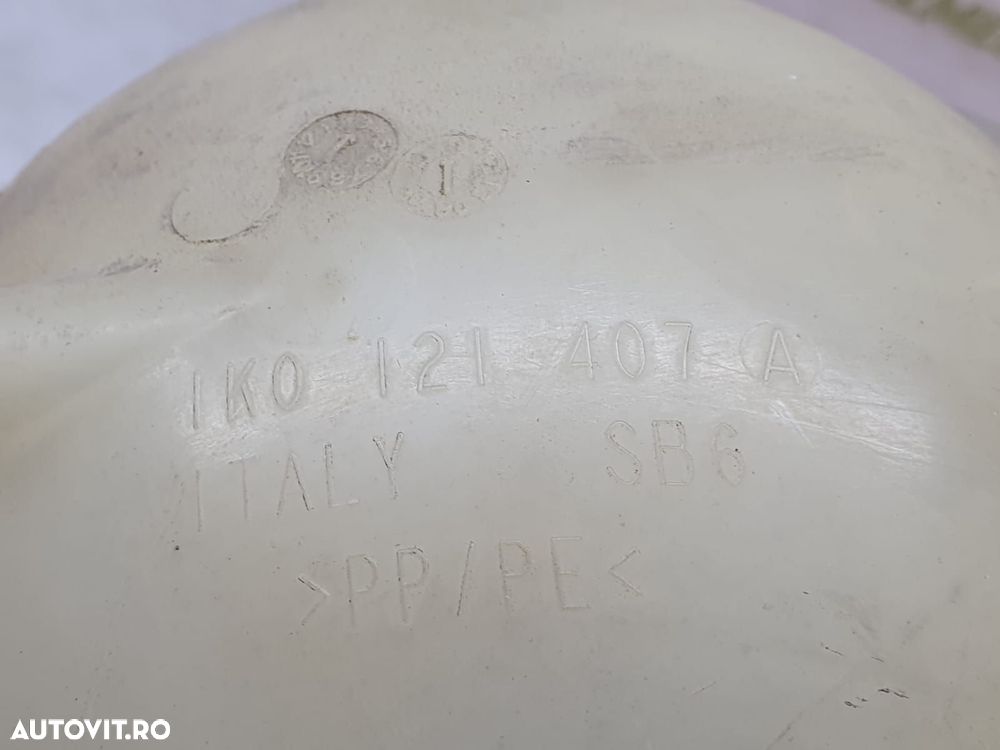 1K0 121 407 A
ITALY SB6
>PP/PE<
AUTOVIT.RO